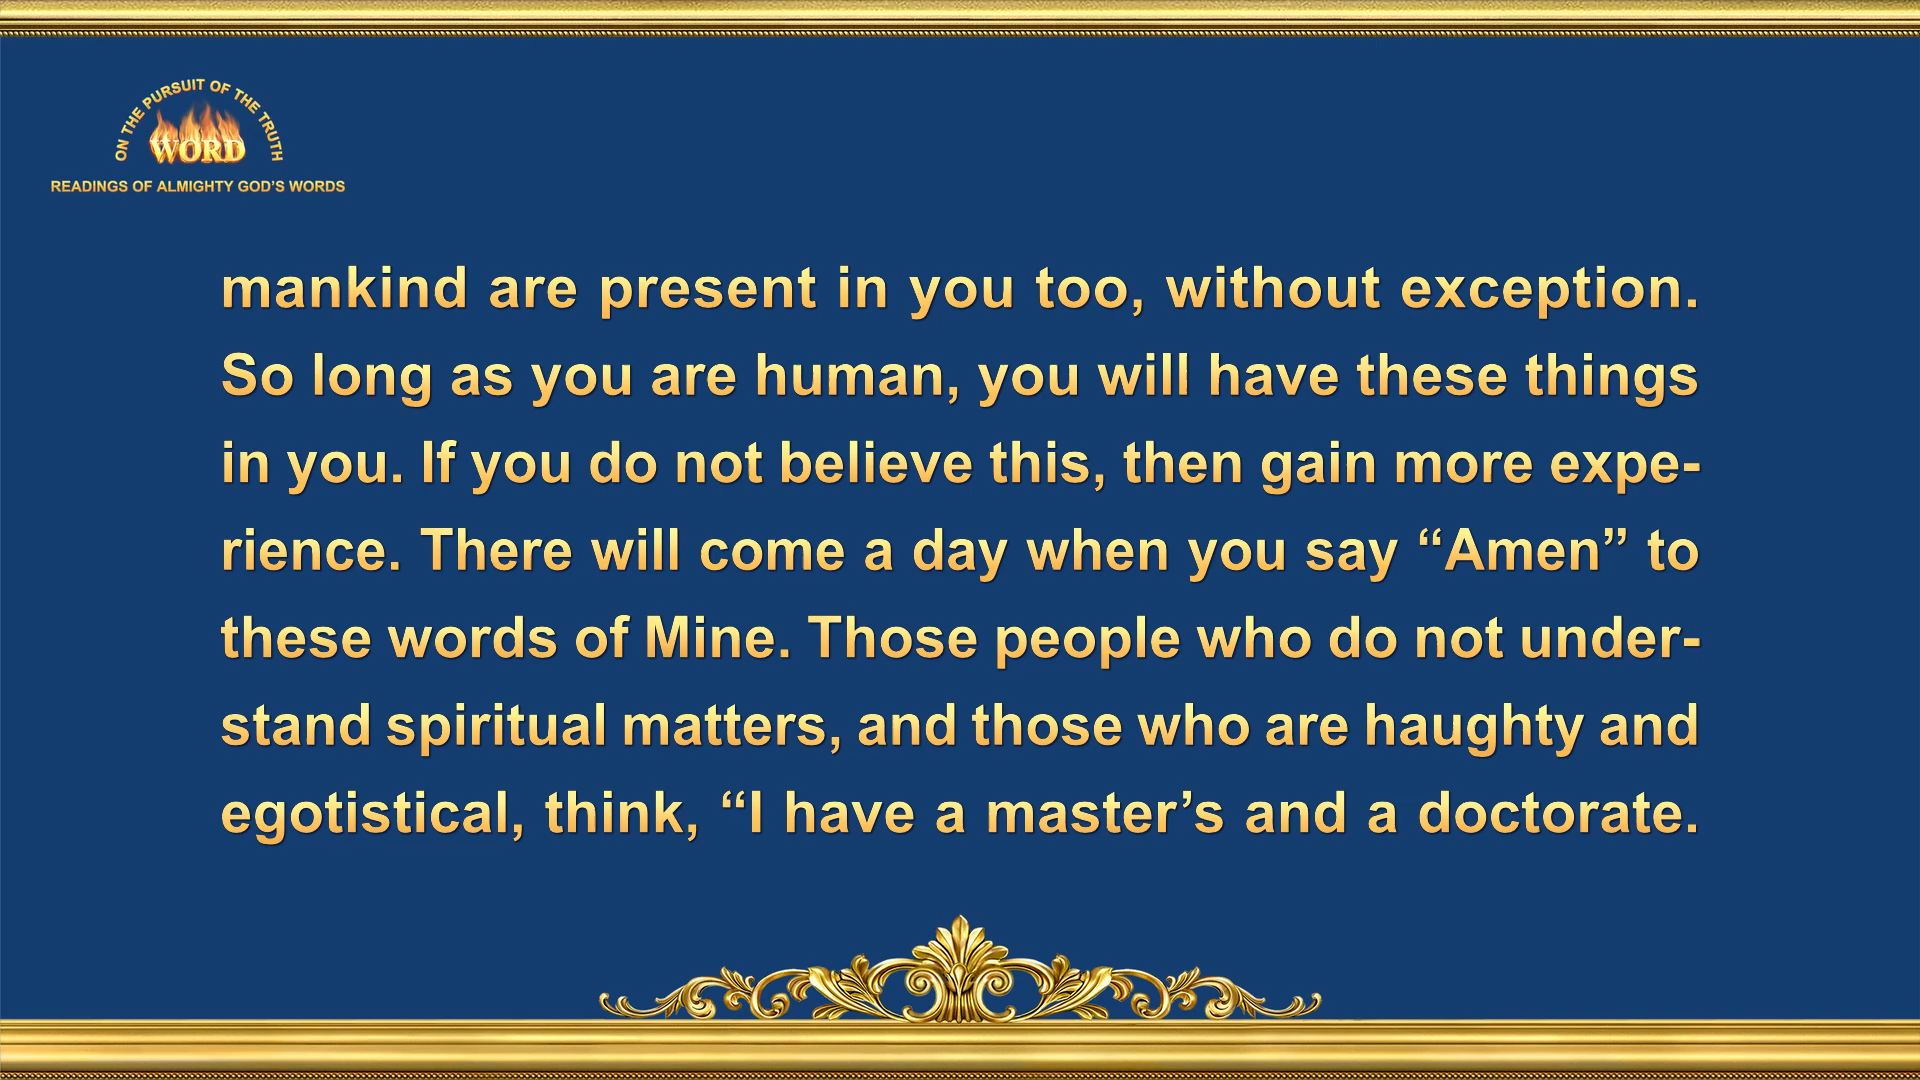 ON THE PURSUIT OF THE TRUTH
WORD
READINGS OF ALMIGHTY GOD'S WORDS
mankind are present in you too, without exception.
So long as you are human, you will have these things
in you. If you do not believe this, then gain more expe-
rience. There will come a day when you say “Amen” to
these words of Mine. Those people who do not under-
stand spiritual matters, and those who are haughty and
egotistical, think, “I have a master’s and a doctorate.